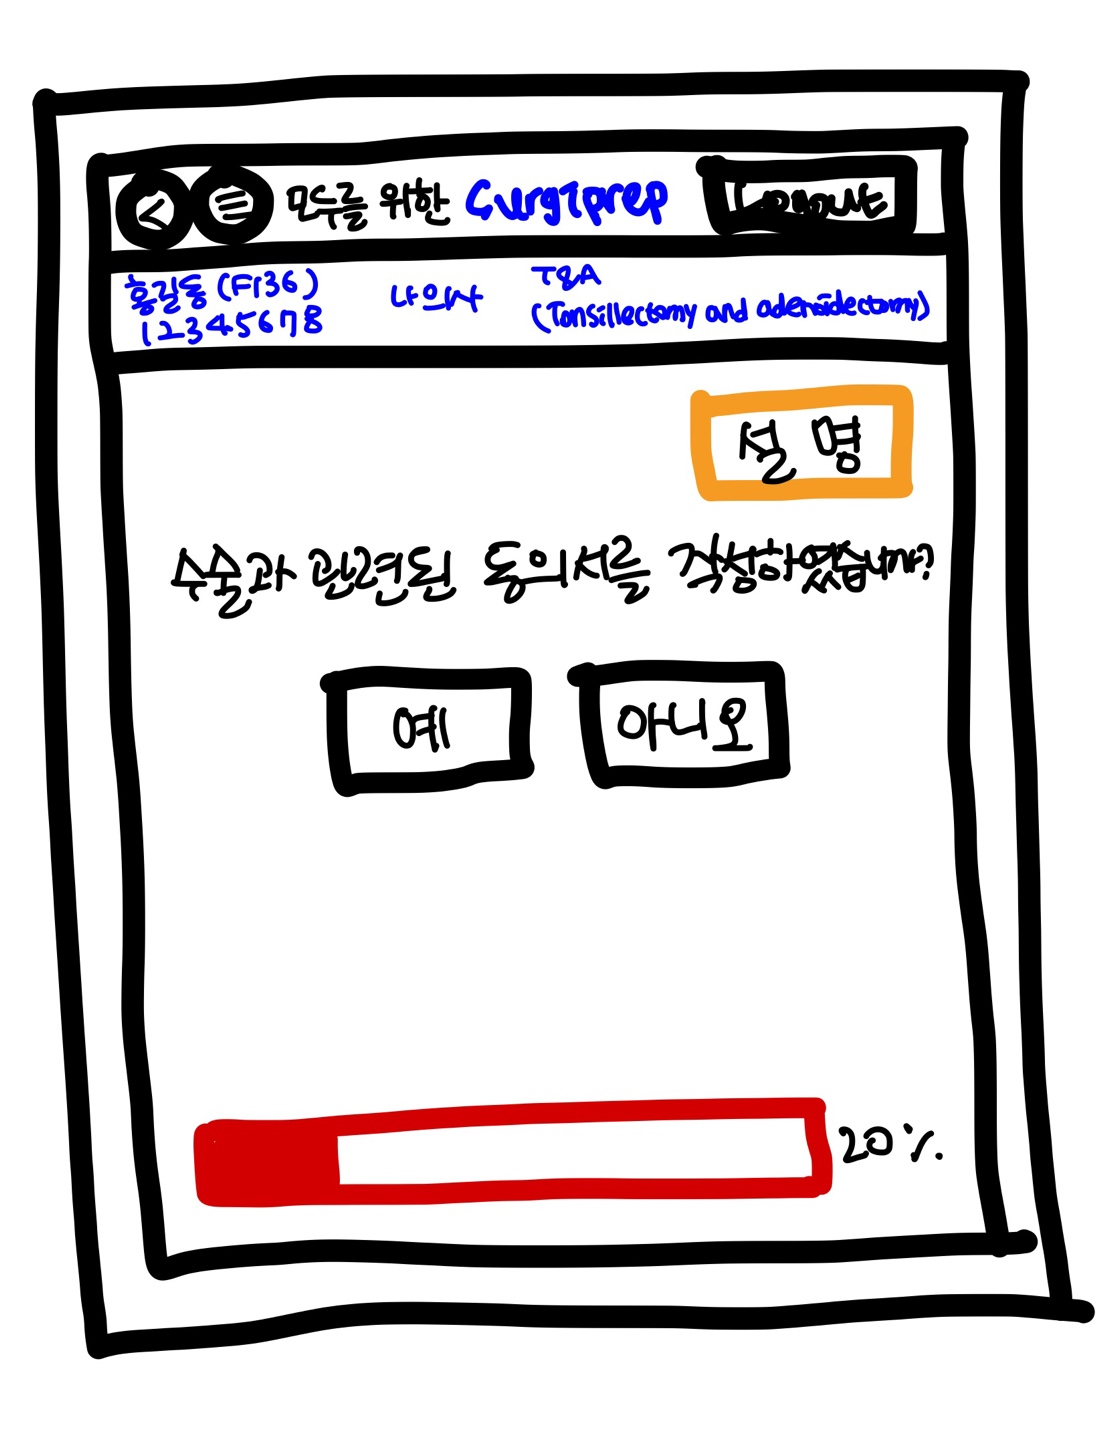 < 모두를 위한 Surgiprep Logout
홍길동 (F/36)
12345678
나의사
T&A
(Tonsillectomy and adenoidectomy)
설명
수술과 관련된 동의서를 작성하였습니까?
예
아니오
20%